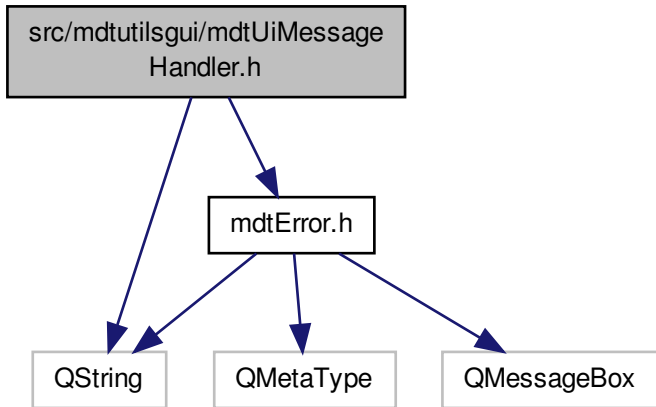 src/mdtutilsgui/mdtUiMessage
Handler.h
mdtError.h
QString
QMetaType
QMessageBox